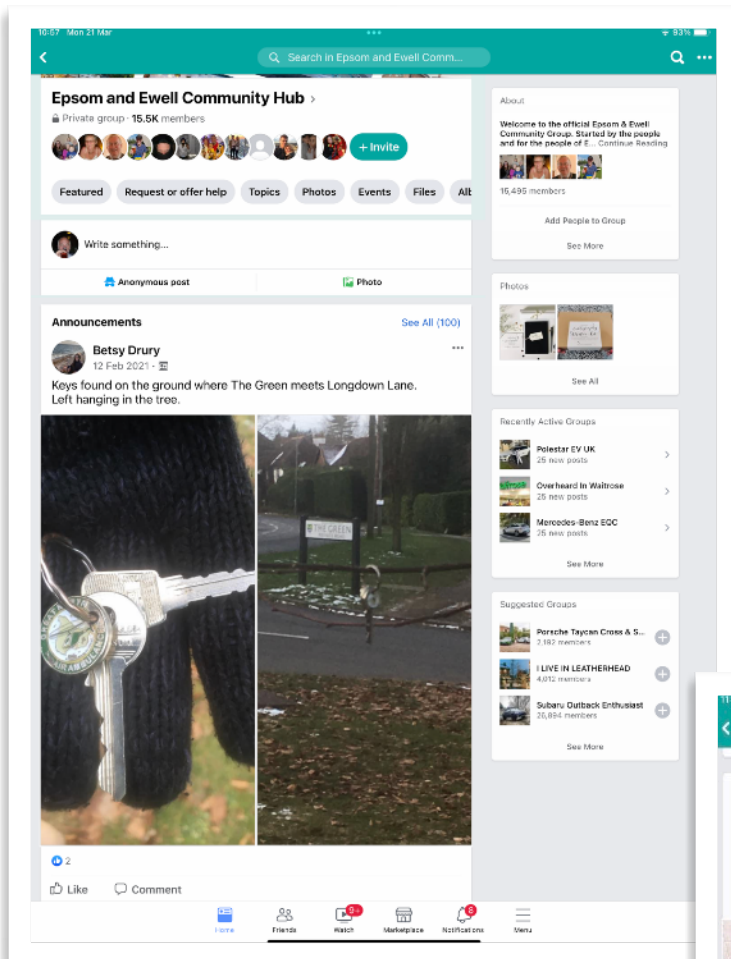 10:57 Mon 21 Mar
93%
Search in Epsom and Ewell Comm...
Epsom and Ewell Community Hub
Private group · 15.5K members
+ Invite
Featured
Request or offer help
Topics
Photos
Events
Files
Alb
Write something...
Anonymous post
Photo
Announcements
See All (100)
Betsy Drury
12 Feb 2021
Keys found on the ground where The Green meets Longdown Lane.
Left hanging in the tree.
THE GREEN
2
Like
Comment
About
Welcome to the official Epsom & Ewell
Community Group. Started by the people
and for the people of E... Continue Reading
15,495 members
Add People to Group
See More
Photos
See All
Recently Active Groups
Polestar EV UK
25 new posts
Overheard In Waitrose
25 new posts
Mercedes-Benz EQC
25 new posts
See More
Suggested Groups
Porsche Taycan Cross & S...
2,182 members
I LIVE IN LEATHERHEAD
4,012 members
Subaru Outback Enthusiast
26,894 members
See More
Home
Friends
9+
Watch
Marketplace
8
Notifications
Menu
11